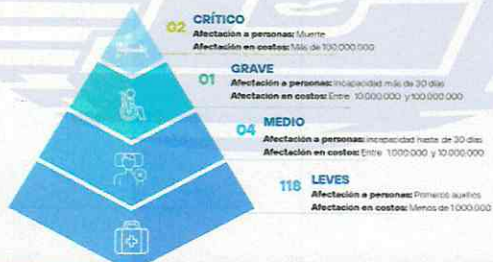 02 CRÍTICO
Afectación a personas: Muerte
Afectación en costos: Más de 100.000.000
01 GRAVE
Afectación a personas: Incapacidad más de 30 días
Afectación en costos: Entre 10.000.000 y 100.000.000
04 MEDIO
Afectación a personas: Incapacidad hasta de 30 días
Afectación en costos: Entre 1.000.000 y 10.000.000
118 LEVES
Afectación a personas: Primeros auxilios
Afectación en costos: Menos de 1.000.000